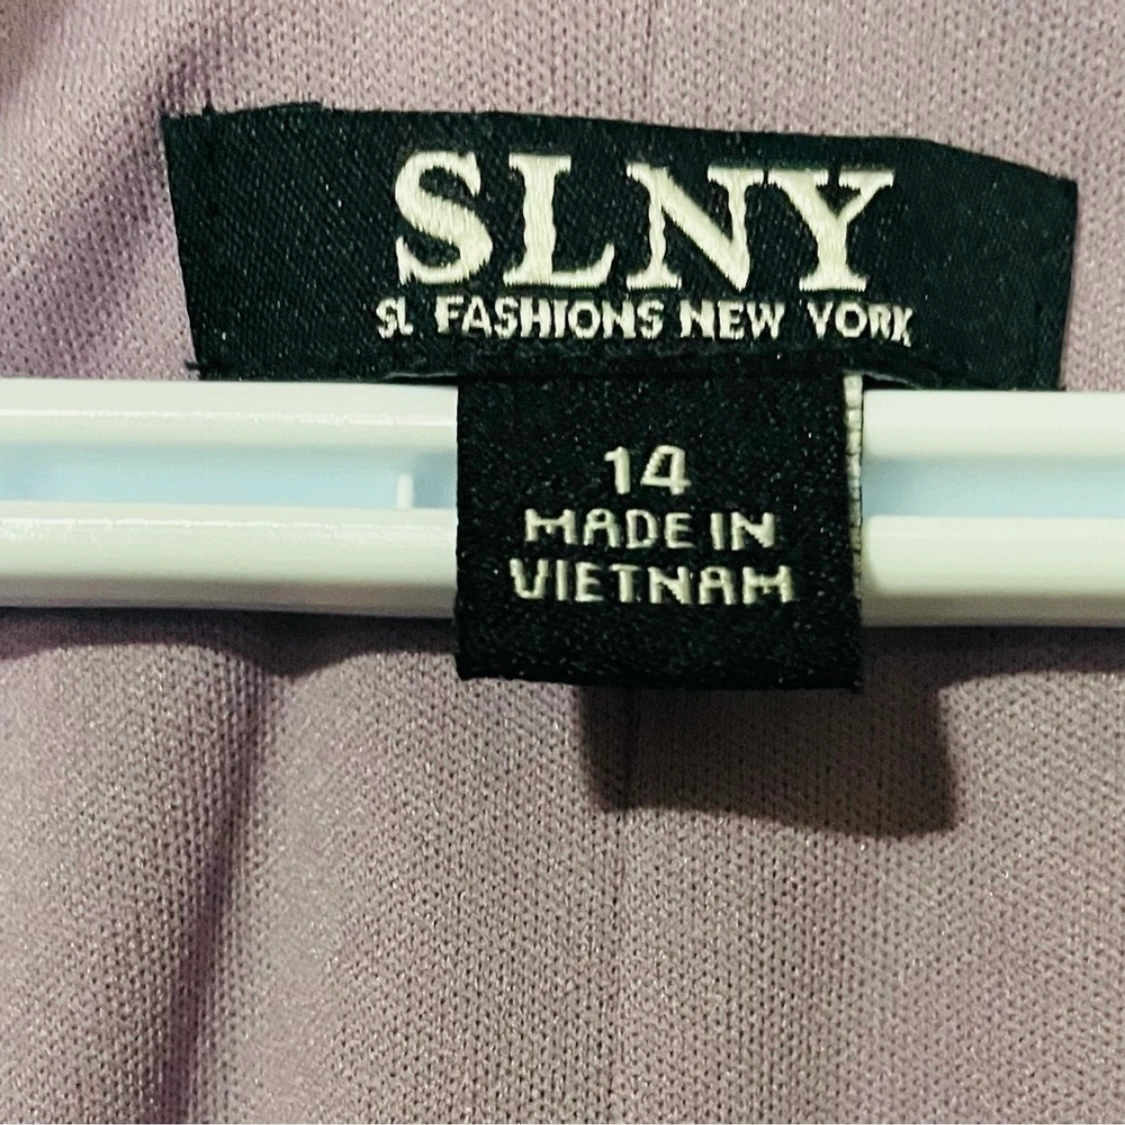 SLNY
SL FASHIONS NEW YORK
14
MADE IN
VIETNAM